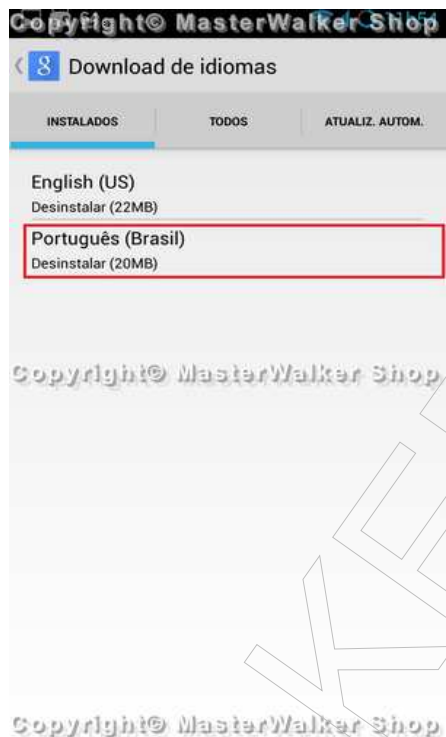 Copyright© MasterWalker Shop
Download de idiomas
INSTALADOS
TODOS
ATUALIZ. AUTOM.
English (US)
Desinstalar (22MB)
Português (Brasil)
Desinstalar (20MB)
Copyright© MasterWalker Shop
Copyright© MasterWalker Shop